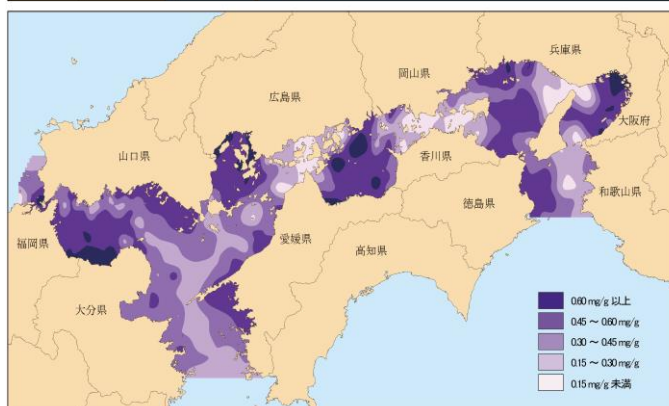 兵庫県
岡山県
広島県
大阪府
山口県
香川県
和歌山県
徳島県
愛媛県
福岡県
高知県
大分県
0.60 mg/g 以上
0.45 ～ 0.60 mg/g
0.30 ～ 0.45 mg/g
0.15 ～ 0.30 mg/g
0.15 mg/g 未満